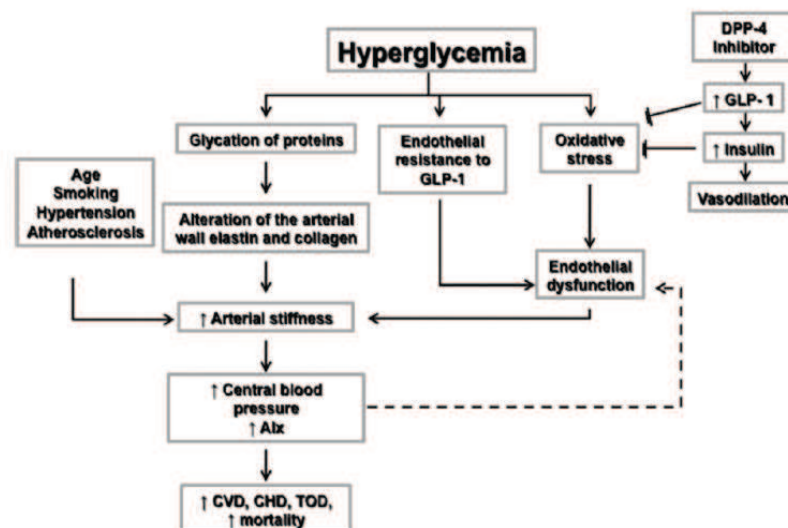 Hyperglycemia
DPP-4
Inhibitor
↑ GLP- 1
↑ Insulin
Vasodilation
Glycation of proteins
Endothelial
resistance to
GLP-1
Oxidative
stress
Age
Smoking
Hypertension
Atherosclerosis
Alteration of the arterial
wall elastin and collagen
Endothelial
dysfunction
↑ Arterial stiffness
↑ Central blood
pressure
↑ AIx
↑ CVD, CHD, TOD,
↑ mortality